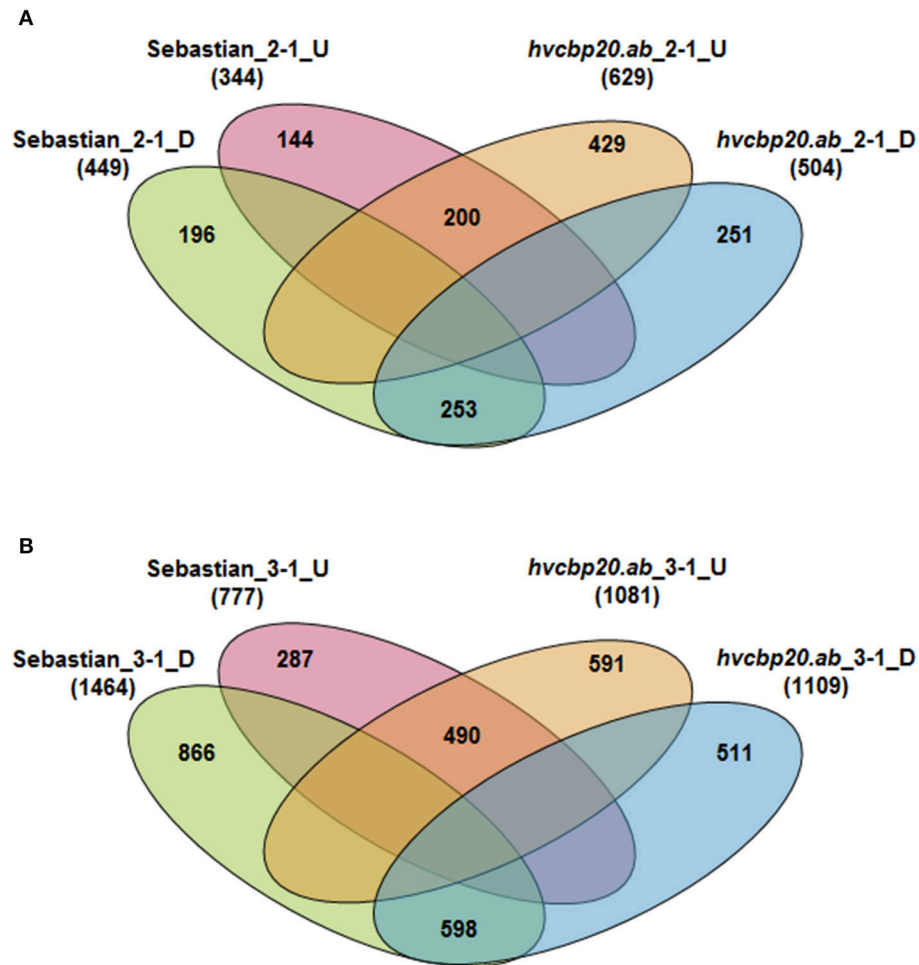 A
Sebastian_2-1_U
(344)
hvcbp20.ab_2-1_U
(629)
Sebastian_2-1_D
(449)
hvcbp20.ab_2-1_D
(504)
144
429
200
196
251
253
B
Sebastian_3-1_U
(777)
hvcbp20.ab_3-1_U
(1081)
Sebastian_3-1_D
(1464)
hvcbp20.ab_3-1_D
(1109)
287
591
490
866
511
598